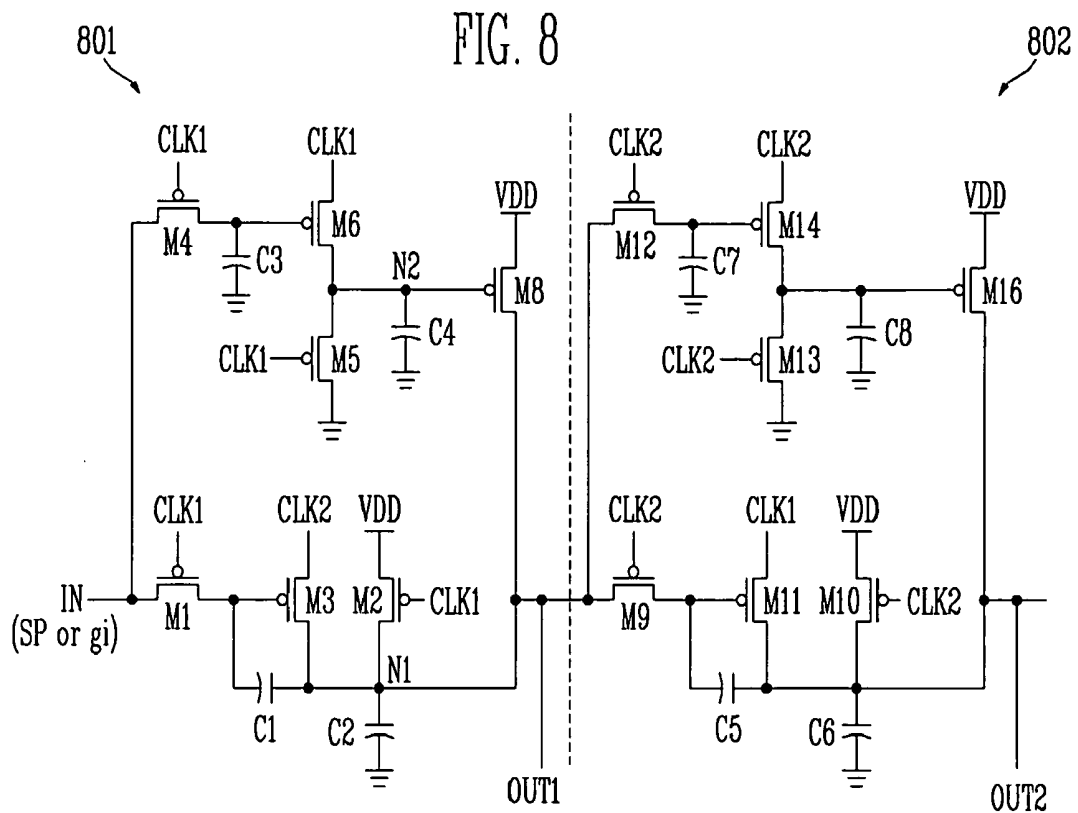 FIG. 8
801
802
CLK1
CLK1
VDD
M4
M6
C3
N2
M8
C4
CLK1
M5
CLK1
CLK2
VDD
IN
(SP or gi)
M1
M3
M2
CLK1
N1
C1
C2
OUT1
CLK2
CLK2
VDD
M12
M14
C7
M16
C8
CLK2
M13
CLK2
CLK1
VDD
M9
M11
M10
CLK2
C5
C6
OUT2